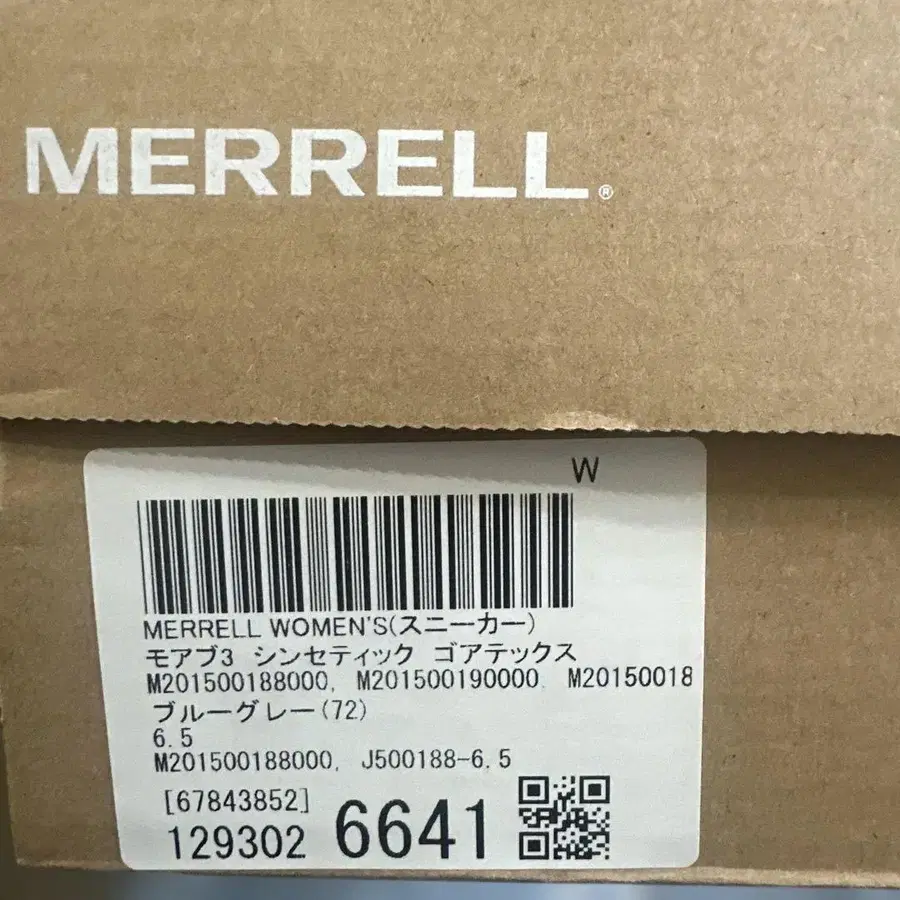 MERRELL®
W
MERRELL WOMEN'S(スニーカー)
モアブ3 シンセティック ゴアテックス
M201500188000, M201500190000, M20150018
ブルーグレー(72)
6.5
M201500188000, J500188-6.5
[67843852]
129302 6641